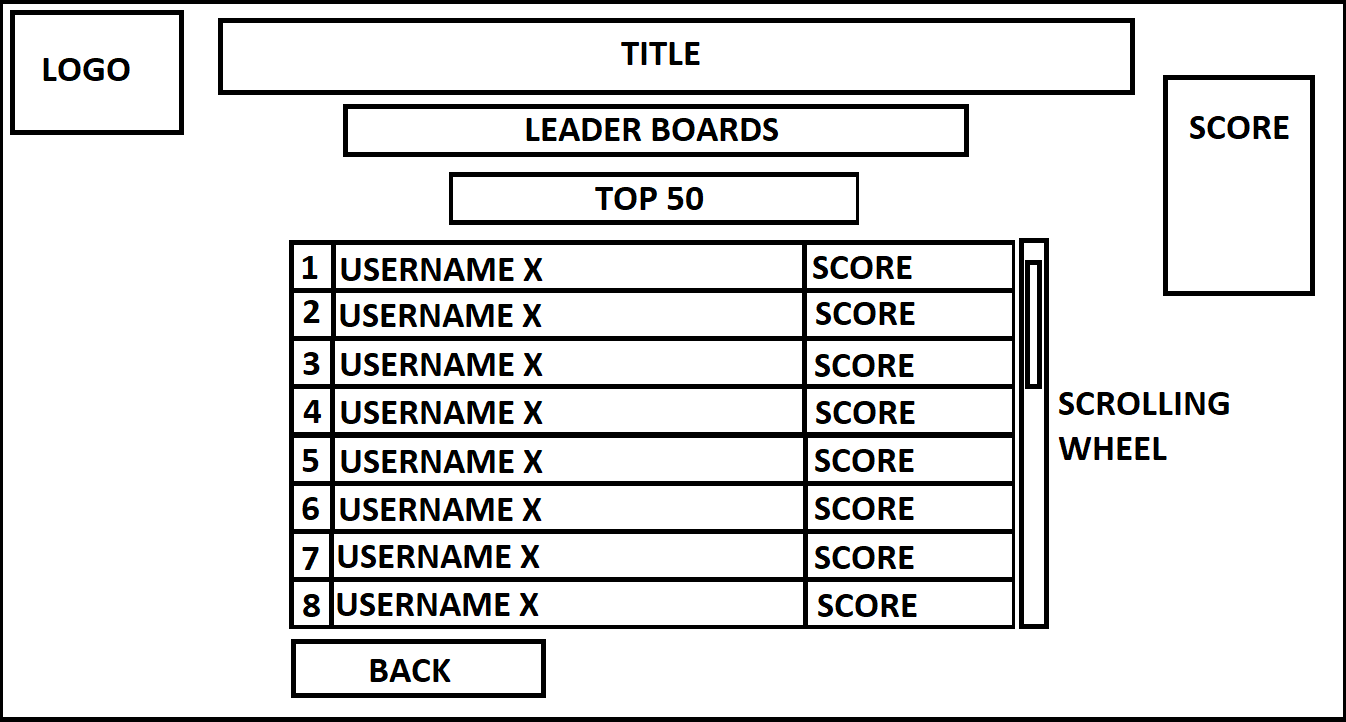 LOGO
TITLE
LEADER BOARDS
SCORE
TOP 50
1 USERNAME X SCORE
2 USERNAME X SCORE
3 USERNAME X SCORE
4 USERNAME X SCORE
5 USERNAME X SCORE
6 USERNAME X SCORE
7 USERNAME X SCORE
8 USERNAME X SCORE
SCROLLING
WHEEL
BACK